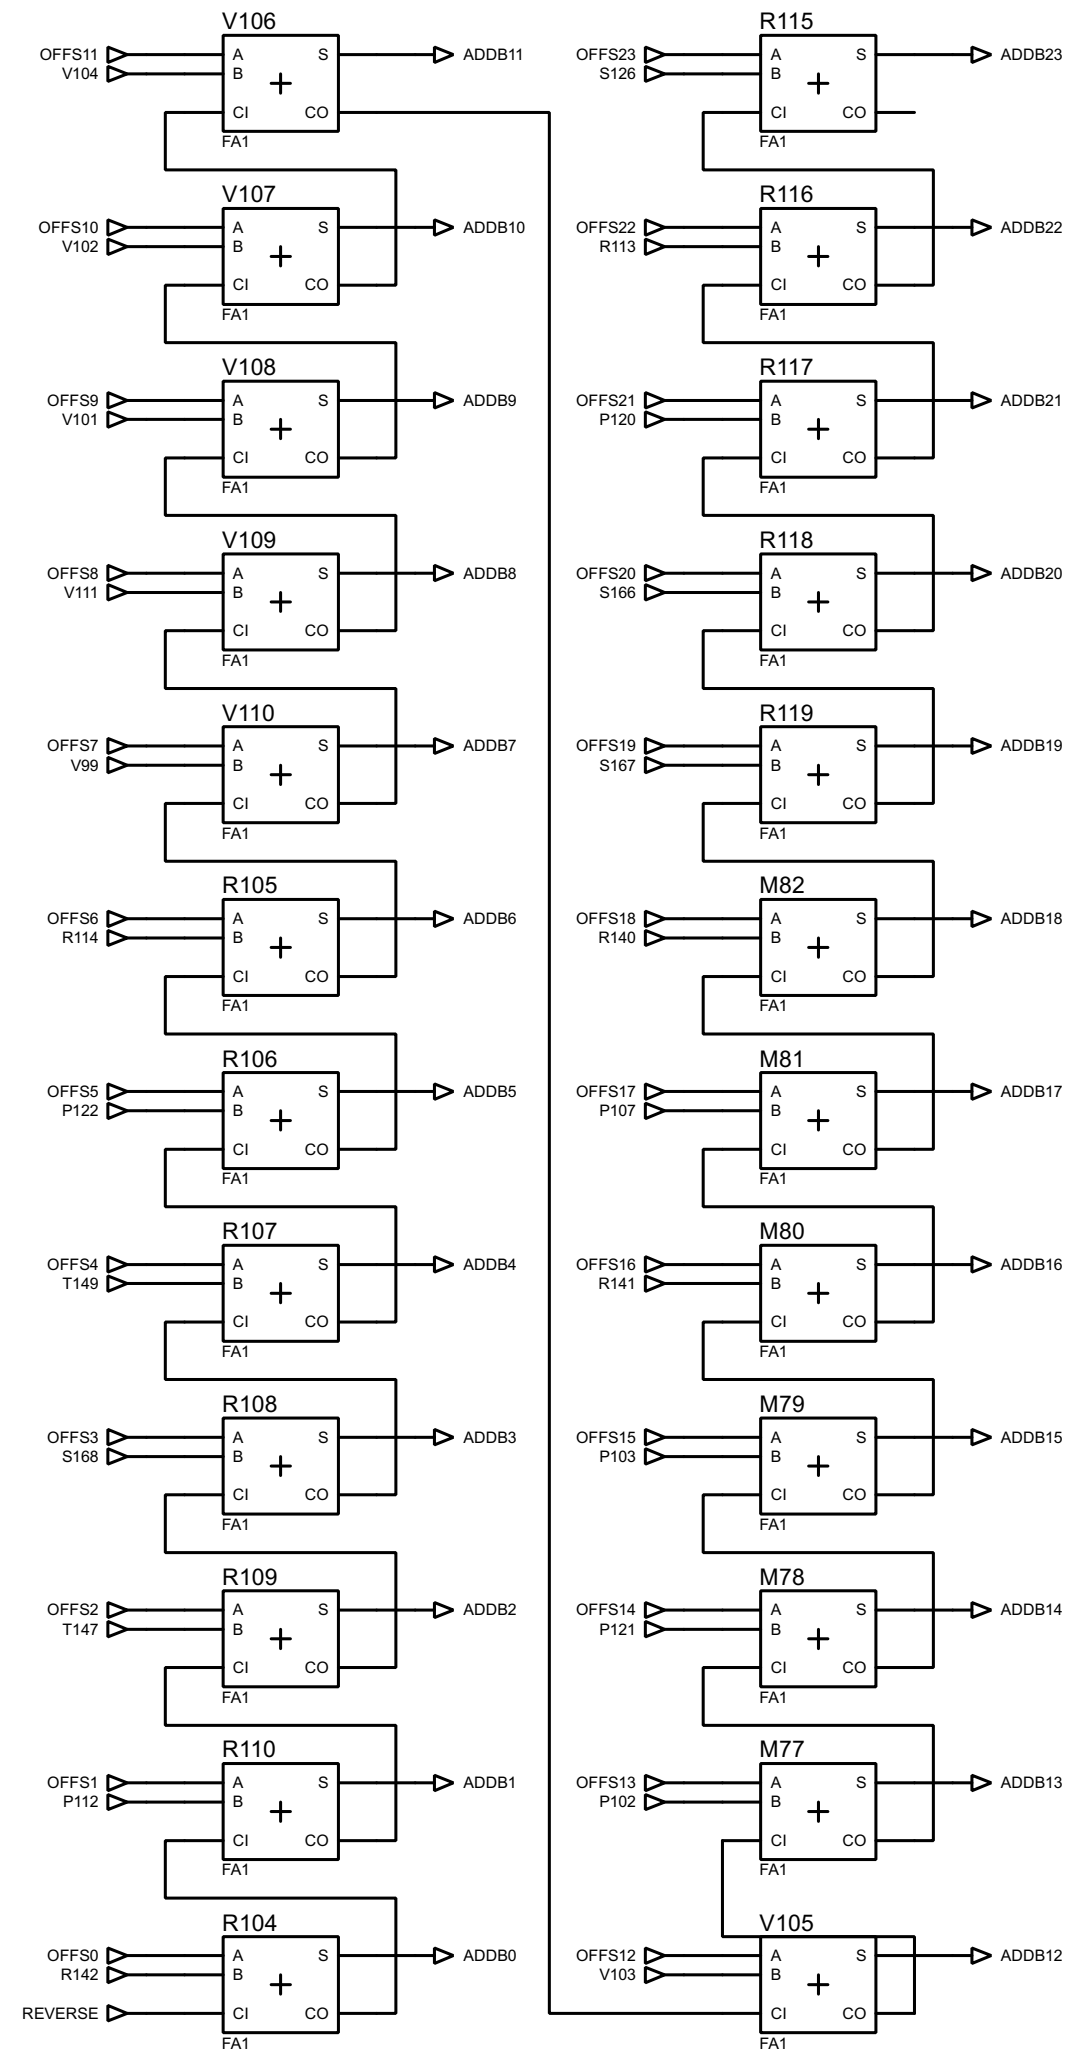 V106
OFFS11 A S ADDB11
V104 B
CI CO
FA1
V107
OFFS10 A S ADDB10
V102 B
CI CO
FA1
V108
OFFS9 A S ADDB9
V101 B
CI CO
FA1
V109
OFFS8 A S ADDB8
V111 B
CI CO
FA1
V110
OFFS7 A S ADDB7
V99 B
CI CO
FA1
R105
OFFS6 A S ADDB6
R114 B
CI CO
FA1
R106
OFFS5 A S ADDB5
P122 B
CI CO
FA1
R107
OFFS4 A S ADDB4
T149 B
CI CO
FA1
R108
OFFS3 A S ADDB3
S168 B
CI CO
FA1
R109
OFFS2 A S ADDB2
T147 B
CI CO
FA1
R110
OFFS1 A S ADDB1
P112 B
CI CO
FA1
R104
OFFS0 A S ADDB0
R142 B
REVERSE CI CO
FA1
R115
OFFS23 A S ADDB23
S126 B
CI CO
FA1
R116
OFFS22 A S ADDB22
R113 B
CI CO
FA1
R117
OFFS21 A S ADDB21
P120 B
CI CO
FA1
R118
OFFS20 A S ADDB20
S166 B
CI CO
FA1
R119
OFFS19 A S ADDB19
S167 B
CI CO
FA1
M82
OFFS18 A S ADDB18
R140 B
CI CO
FA1
M81
OFFS17 A S ADDB17
P107 B
CI CO
FA1
M80
OFFS16 A S ADDB16
R141 B
CI CO
FA1
M79
OFFS15 A S ADDB15
P103 B
CI CO
FA1
M78
OFFS14 A S ADDB14
P121 B
CI CO
FA1
M77
OFFS13 A S ADDB13
P102 B
CI CO
FA1
V105
OFFS12 A S ADDB12
V103 B
CI CO
FA1